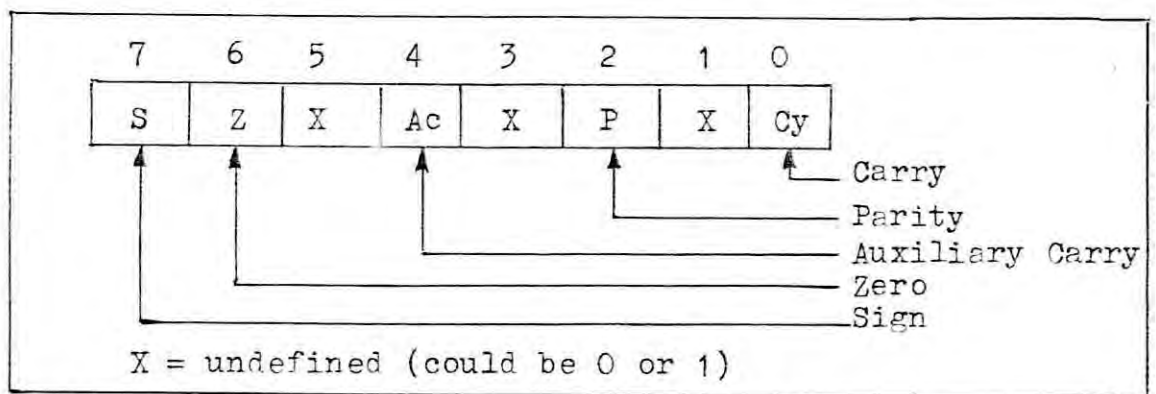 7 6 5 4 3 2 1 0
S Z X Ac X P X Cy
Carry
Parity
Auxiliary Carry
Zero
Sign
X = undefined (could be 0 or 1)